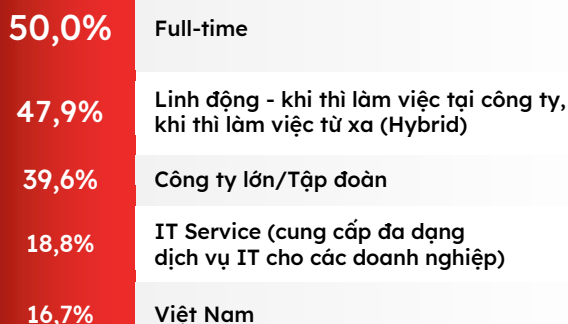 50,0% Full-time
47,9% Linh động - khi thì làm việc tại công ty,
khi thì làm việc từ xa (Hybrid)
39,6% Công ty lớn/Tập đoàn
18,8% IT Service (cung cấp đa dạng
dịch vụ IT cho các doanh nghiệp)
16,7% Việt Nam